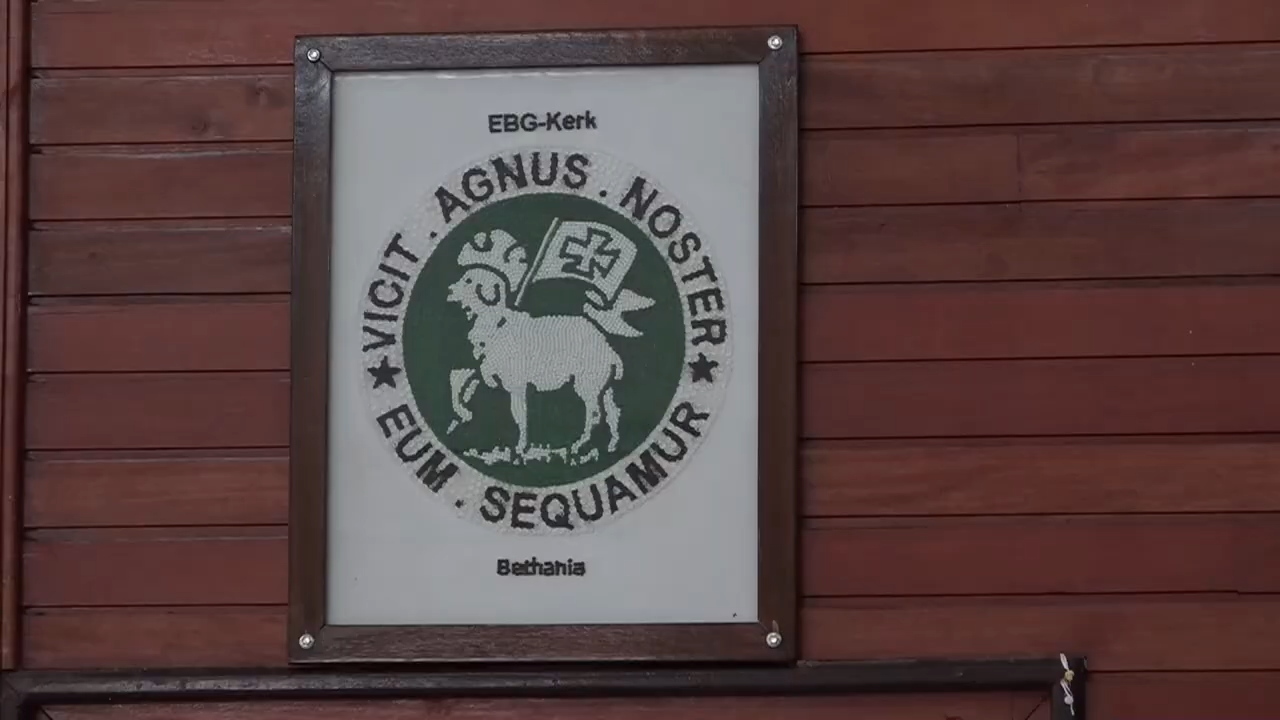 EBG-Kerk
VICIT . AGNUS . NOSTER
EUM . SEQUAMUR
Bethania